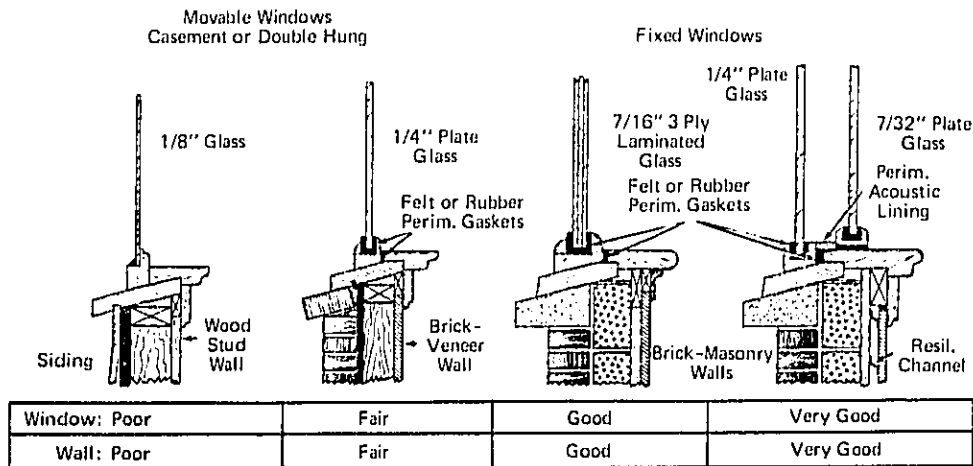 Movable Windows
Casement or Double Hung
Fixed Windows
1/8" Glass
1/4" Plate
Glass
Felt or Rubber
Perim. Gaskets
7/16" 3 Ply
Laminated
Glass
Felt or Rubber
Perim. Gaskets
1/4" Plate
Glass
7/32" Plate
Glass
Perim.
Acoustic
Lining
Siding
Wood
Stud
Wall
Brick-
Veneer
Wall
Brick-Masonry
Walls
Resil.
Channel
Window: Poor Fair Good Very Good
Wall: Poor Fair Good Very Good